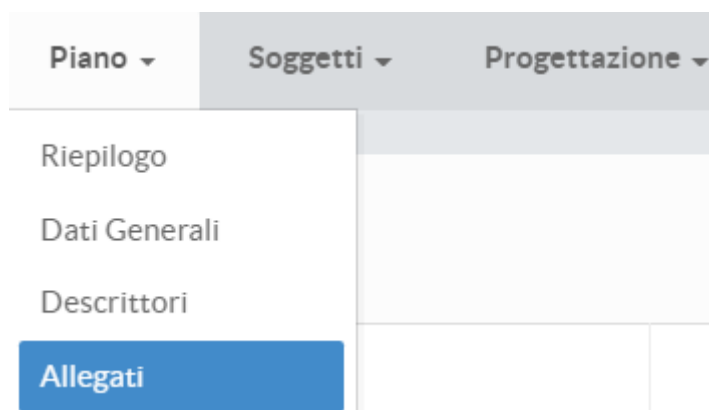 Piano Soggetti Progettazione
Riepilogo
Dati Generali
Descrittori
Allegati